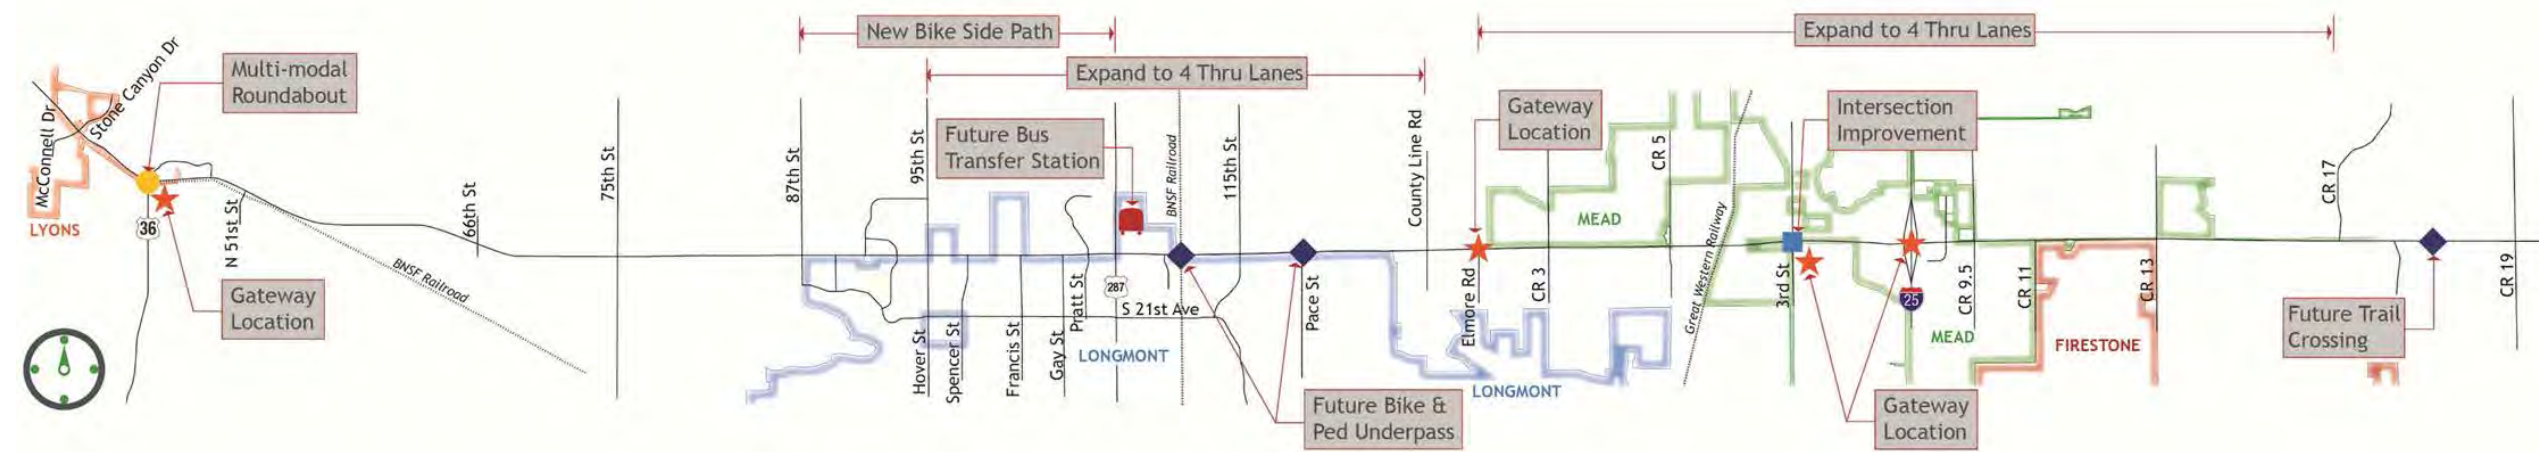 New Bike Side Path
Expand to 4 Thru Lanes
Expand to 4 Thru Lanes
Multi-modal
Roundabout
Stone Canyon Dr
McConnell Dr
LYONS
36
N 51st St
Gateway
Location
66th St
BNSF Railroad
75th St
87th St
95th St
Future Bus
Transfer Station
BNSF Railroad
115th St
County Line Rd
Gateway
Location
CR 5
MEAD
Great Western Railway
Intersection
Improvement
CR 17
Hover St
Spencer St
Francis St
Gay St
Pratt St
287
S 21st Ave
LONGMONT
Pace St
Future Bike &
Ped Underpass
Elmore Rd
CR 3
LONGMONT
3rd St
25
CR 9.5
MEAD
CR 11
FIRESTONE
CR 13
Gateway
Location
Future Trail
Crossing
CR 19